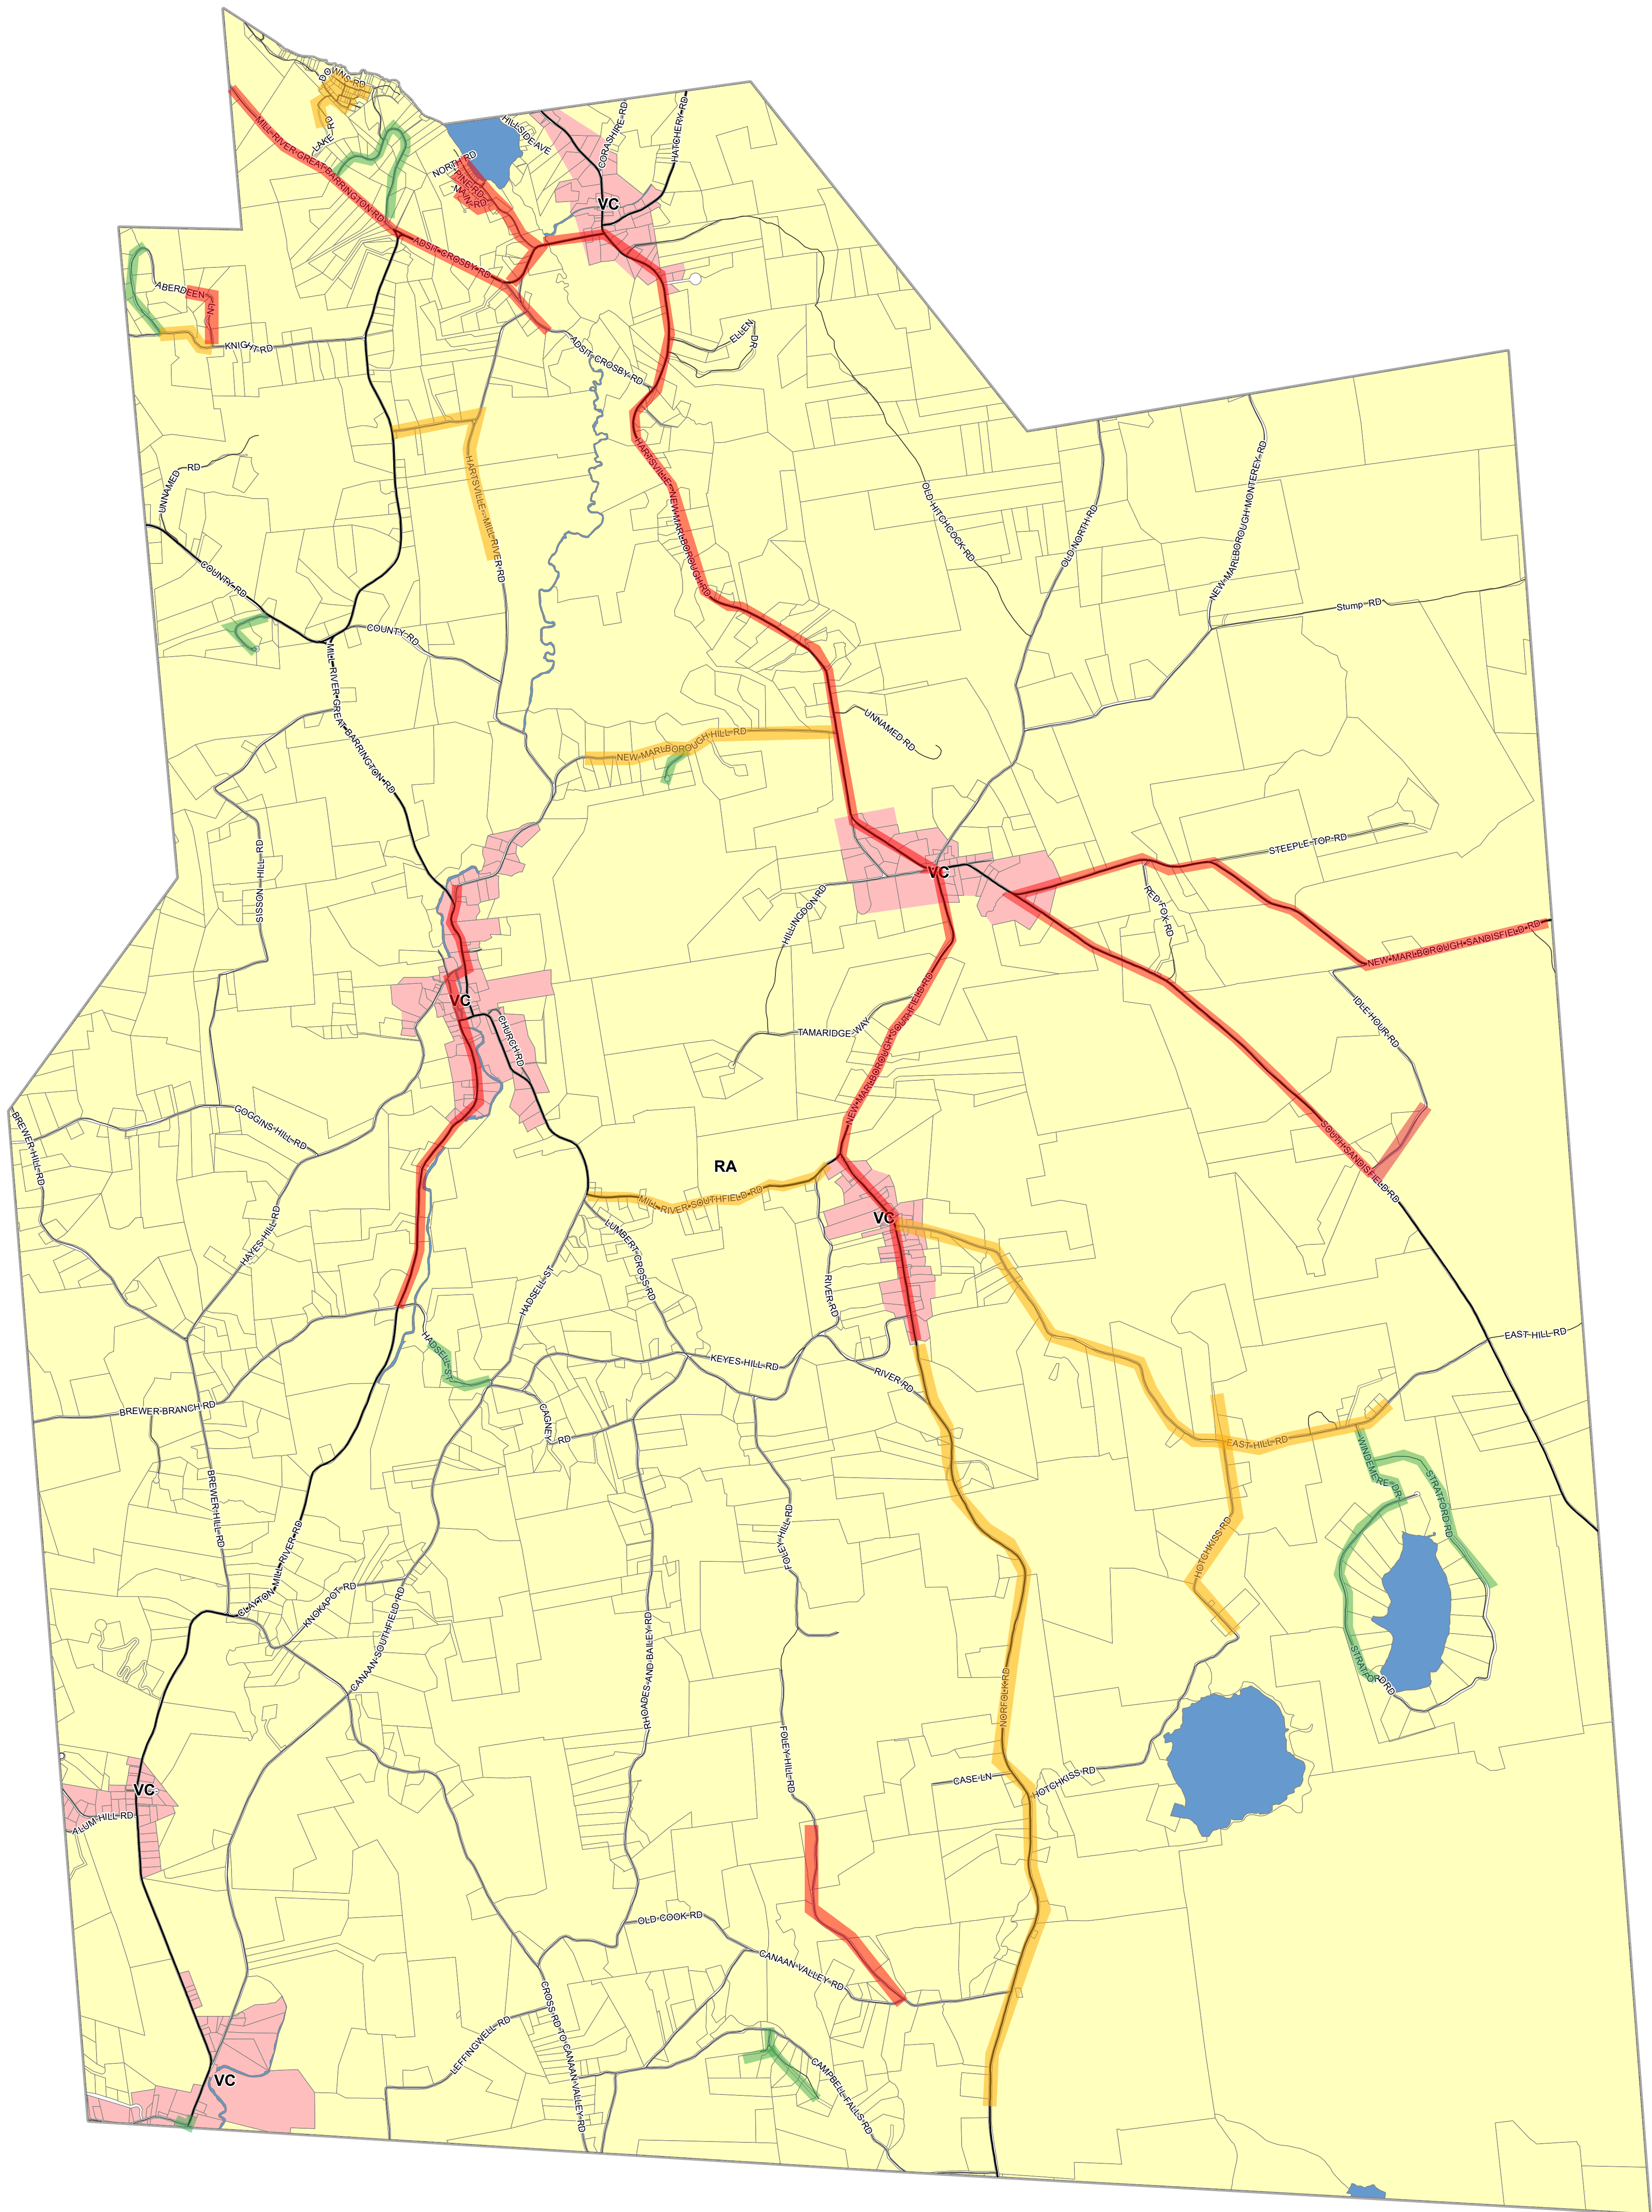 DOWNS RD
LAKE RD
MILL RIVER GREAT BARRINGTON RD
HILLSIDE AVE
CORASHIRE RD
HATCHERY RD
NORTH RD
PINE RD
MAIN RD
VC
ADSIT CROSBY RD
ABERDEEN LN
KNIGHT RD
ELLEN DR
ADSIT CROSBY RD
UNNAMED RD
HARTSVILLE MILL RIVER RD
HARTSVILLE NEW MARLBOROUGH RD
OLD HITCHCOCK RD
OLD NORTH RD
NEW MARLBOROUGH MONTEREY RD
COUNTY RD
Stump RD
COUNTY RD
MILL RIVER GREAT BARRINGTON RD
UNNAMED RD
NEW MARLBOROUGH HILL RD
SISSON HILL RD
STEEPLE TOP RD
VC
RED FOX RD
HILLINGDON RD
NEW MARLBOROUGH SANDISFIELD RD
VC
IDLE HOUR RD
CHURCH RD
TAMARIDGE WAY
NEW MARLBOROUGH SOUTHFIELD RD
BREWER HILL RD
GOGGINS HILL RD
SOUTH SANDISFIELD RD
RA
MILL RIVER SOUTHFIELD RD
VC
HAYES HILL RD
LUMBERT CROSS RD
HADSELL ST
RIVER RD
EAST HILL RD
HADSELL ST
KEYES HILL RD
RIVER RD
BREWER BRANCH RD
CAGNEY RD
EAST HILL RD
WINDEMERE DR
STRATFORD RD
BREWER HILL RD
FOLEY HILL RD
HOTCHKISS RD
CLAYTON MILL RIVER RD
KNOKAPOT RD
CANAAN SOUTHFIELD RD
RHOADES AND BAILEY RD
NORFOLK RD
STRATFORD RD
FOLEY HILL RD
CASE LN
HOTCHKISS RD
VC
ALUM HILL RD
OLD COOK RD
CANAAN VALLEY RD
LEFFINGWELL RD
CROSS RD TO CANAAN VALLEY RD
CAMPBELL FALLS RD
VC